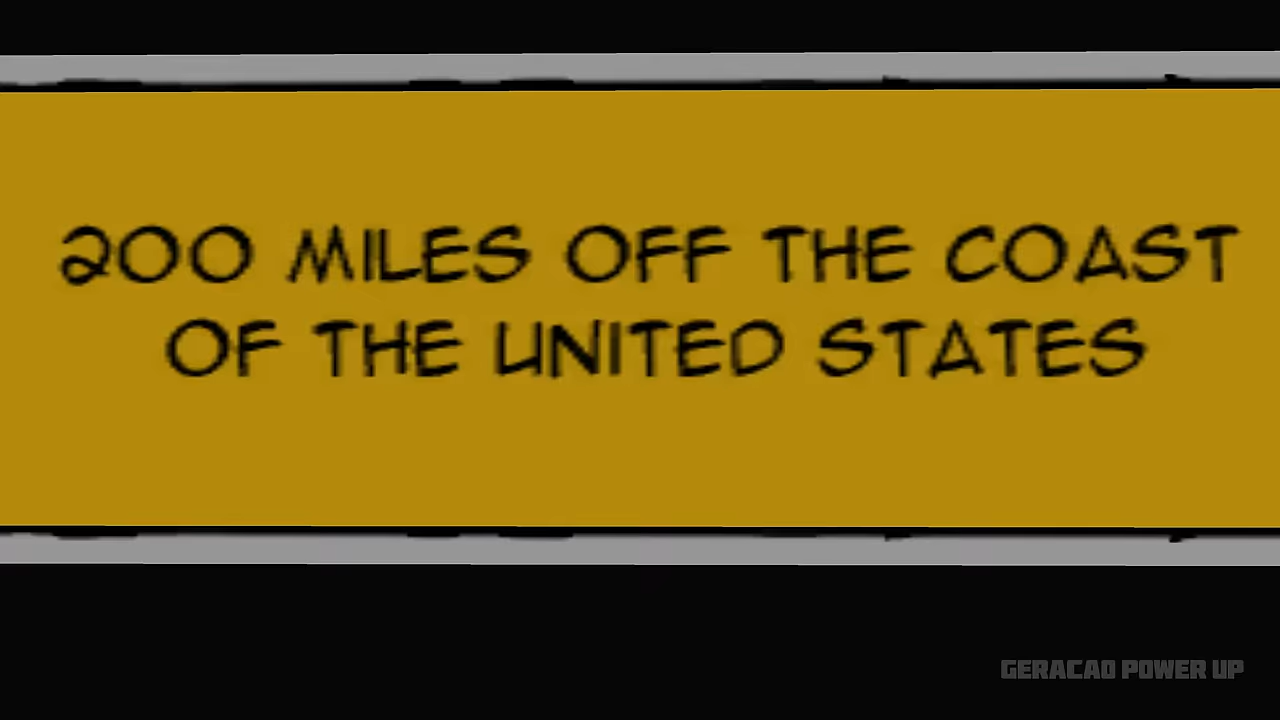 200 MILES OFF THE COAST
OF THE UNITED STATES
GERACAO POWER UP